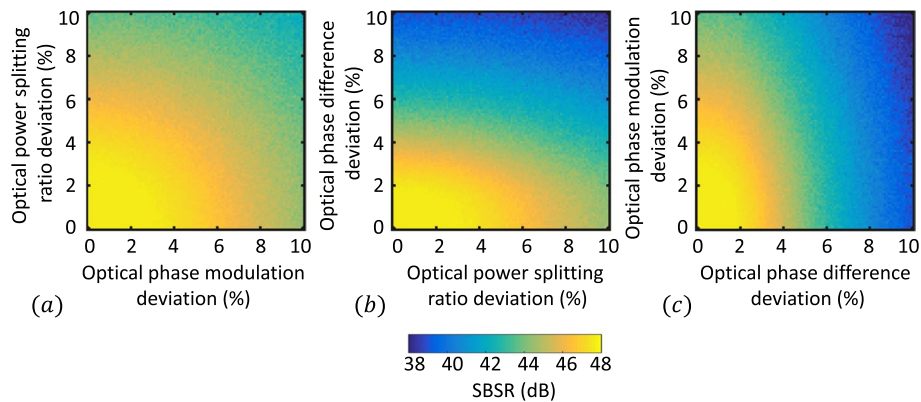 Optical power splitting
ratio deviation (%)
10
8
6
4
2
0
0 2 4 6 8 10
Optical phase modulation
deviation (%)
(a)
Optical phase difference
deviation (%)
10
8
6
4
2
0
0 2 4 6 8 10
Optical power splitting
ratio deviation (%)
(b)
Optical phase modulation
deviation (%)
10
8
6
4
2
0
0 2 4 6 8 10
Optical phase difference
deviation (%)
(c)
38 40 42 44 46 48
SBSR (dB)